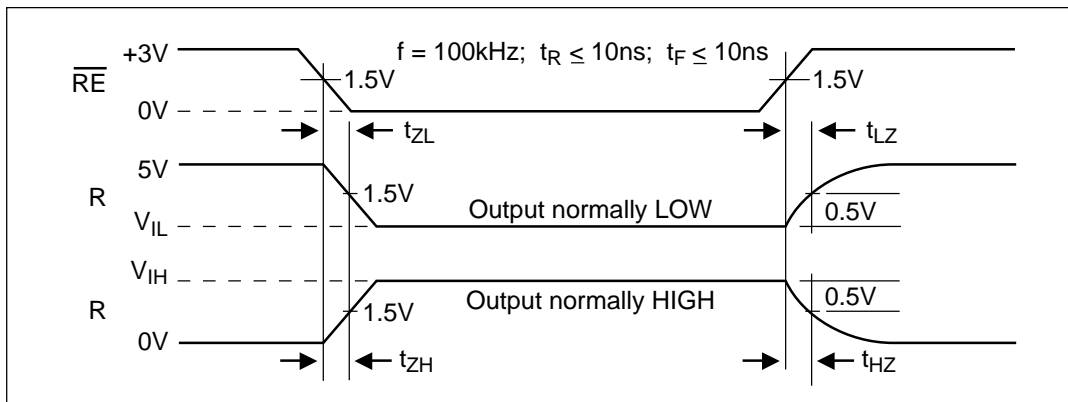 +3V
f = 100kHz; tR ≤ 10ns; tF ≤ 10ns
RE
1.5V
1.5V
0V
tZL
tLZ
5V
R
1.5V
Output normally LOW
0.5V
VIL
VIH
Output normally HIGH
0.5V
R
1.5V
0V
tZH
tHZ